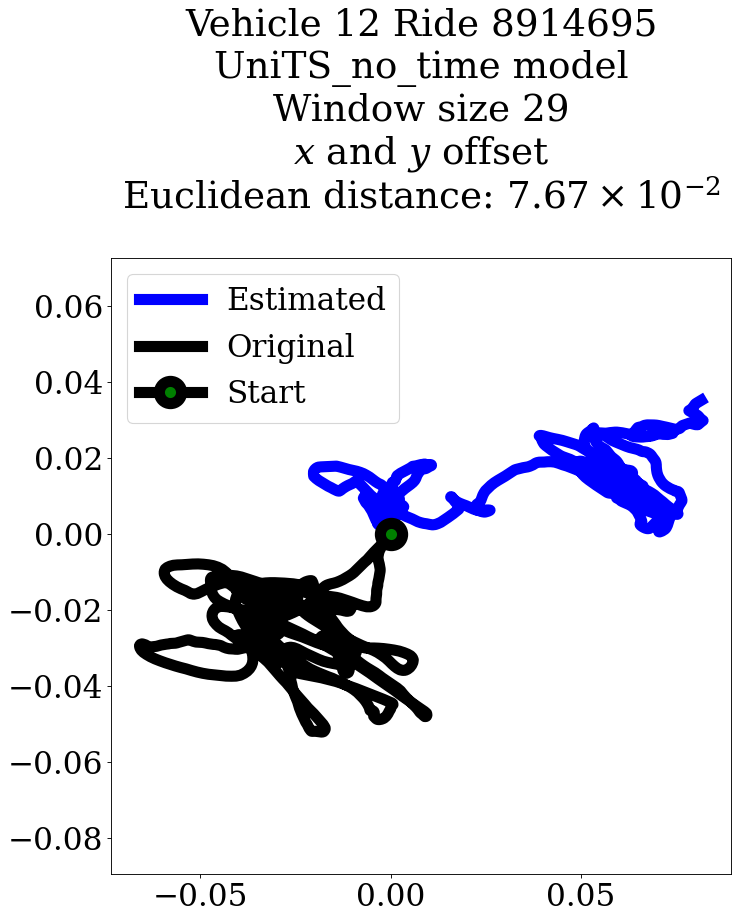 Vehicle 12 Ride 8914695
UniTS_no_time model
Window size 29
x and y offset
Euclidean distance: 7.67 × 10⁻²
Estimated
Original
Start
0.06
0.04
0.02
0.00
−0.02
−0.04
−0.06
−0.08
−0.05 0.00 0.05